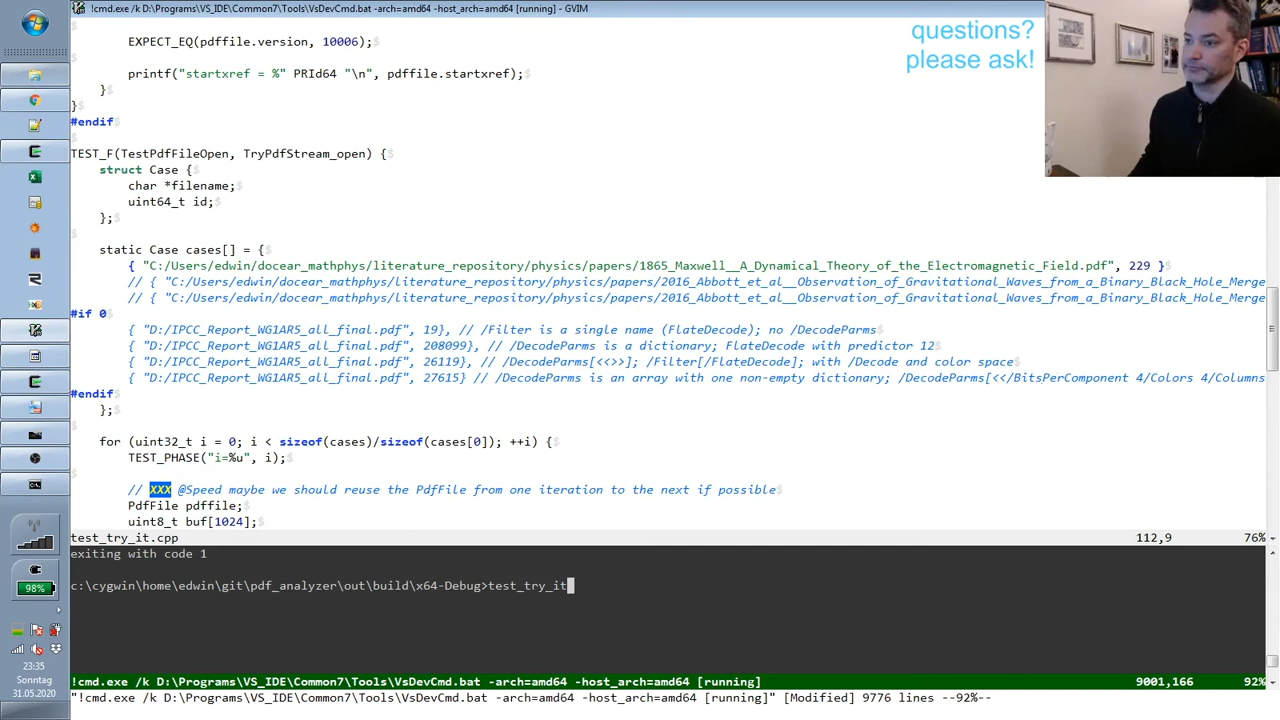 !cmd.exe /k D:\Programs\VS_IDE\Common7\Tools\VsDevCmd.bat -arch=amd64 -host_arch=amd64 [running] - GVIM
questions?
please ask!
$
EXPECT_EQ(pdffile.version, 10006);$
$
printf("startxref = %" PRId64 "\n", pdffile.startxref);$
}$
}$
#endif$
$
TEST_F(TestPdfFileOpen, TryPdfStream_open) {$
struct Case {$
char *filename;$
uint64_t id;$
};$
$
static Case cases[] = {$
{ "C:/Users/edwin/docear_mathphys/literature_repository/physics/papers/1865_Maxwell__A_Dynamical_Theory_of_the_Electromagnetic_Field.pdf", 229 }$
// { "C:/Users/edwin/docear_mathphys/literature_repository/physics/papers/2016_Abbott_et_al__Observation_of_Gravitational_Waves_from_a_Binary_Black_Hole_Merge
// { "C:/Users/edwin/docear_mathphys/literature_repository/physics/papers/2016_Abbott_et_al__Observation_of_Gravitational_Waves_from_a_Binary_Black_Hole_Merge
#if 0$
{ "D:/IPCC_Report_WG1AR5_all_final.pdf", 19}, // /Filter is a single name (FlateDecode); no /DecodeParms$
{ "D:/IPCC_Report_WG1AR5_all_final.pdf", 208099}, // /DecodeParms is a dictionary; FlateDecode with predictor 12$
{ "D:/IPCC_Report_WG1AR5_all_final.pdf", 26119}, // /DecodeParms[<<>>]; /Filter[/FlateDecode]; with /Decode and color space$
{ "D:/IPCC_Report_WG1AR5_all_final.pdf", 27615} // /DecodeParms is an array with one non-empty dictionary; /DecodeParms[<</BitsPerComponent 4/Colors 4/Columns
#endif$
};$
$
for (uint32_t i = 0; i < sizeof(cases)/sizeof(cases[0]); ++i) {$
TEST_PHASE("i=%u", i);$
$
// XXX @Speed maybe we should reuse the PdfFile from one iteration to the next if possible$
PdfFile pdffile;$
uint8_t buf[1024];$
test_try_it.cpp 112,9 76%
exiting with code 1
c:\cygwin\home\edwin\git\pdf_analyzer\out\build\x64-Debug>test_try_it
98%
23:35
Sonntag
31.05.2020
!cmd.exe /k D:\Programs\VS_IDE\Common7\Tools\VsDevCmd.bat -arch=amd64 -host_arch=amd64 [running] 9001,166 92%
"!cmd.exe /k D:\Programs\VS_IDE\Common7\Tools\VsDevCmd.bat -arch=amd64 -host_arch=amd64 [running]" [Modified] 9776 lines --92%--